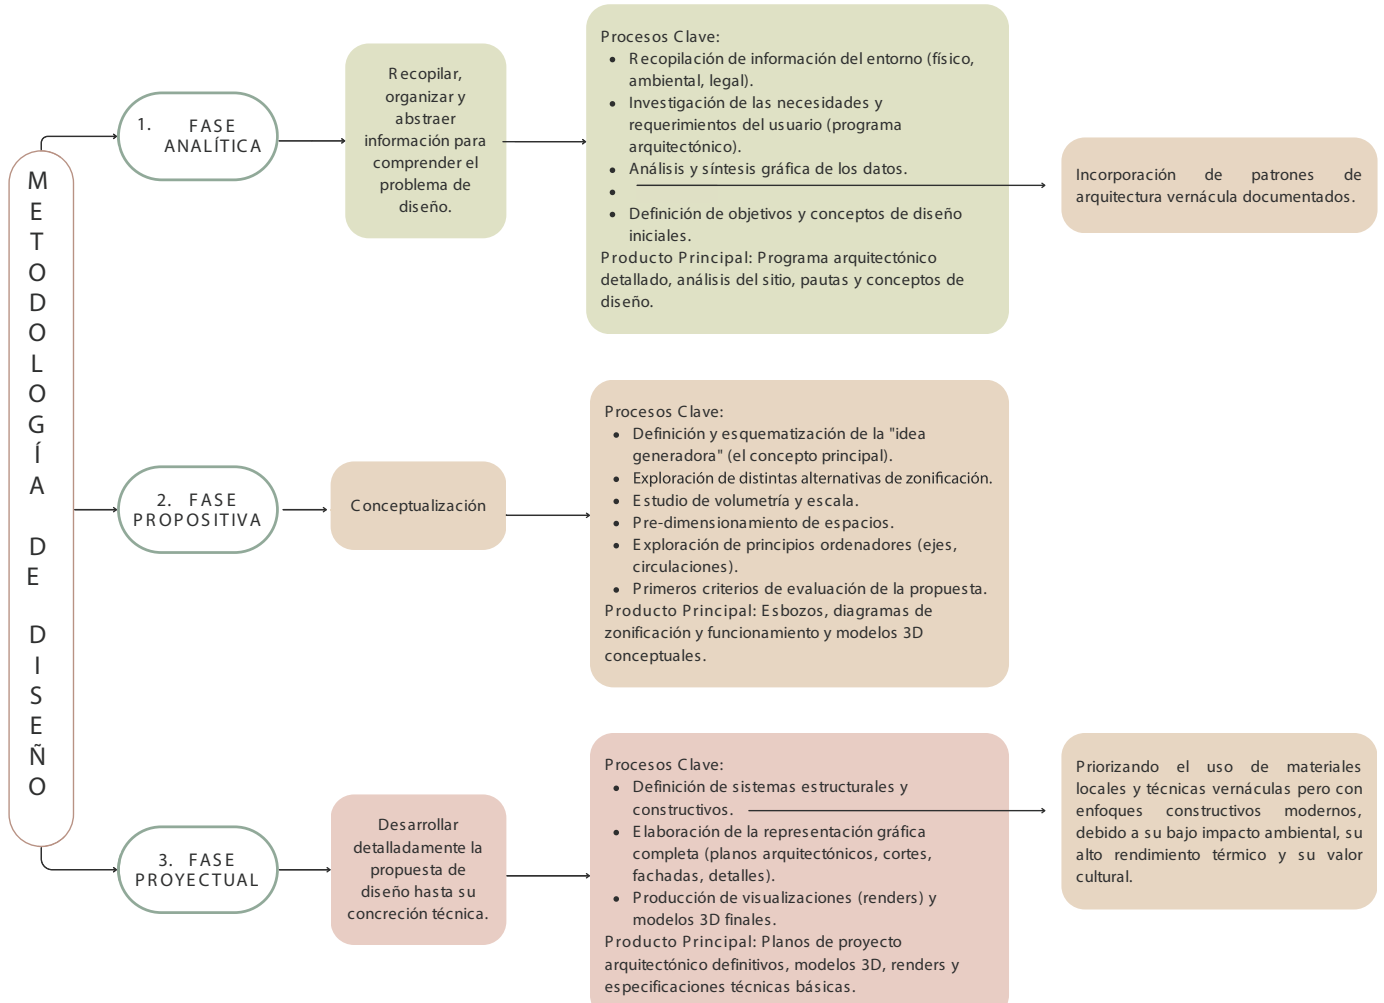 METODOLOGÍA DE DISEÑO
1. FASE
ANALÍTICA
Recopilar,
organizar y
abstraer
información para
comprender el
problema de
diseño.
Procesos Clave:
• Recopilación de información del entorno (físico,
ambiental, legal).
• Investigación de las necesidades y
requerimientos del usuario (programa
arquitectónico).
• Análisis y síntesis gráfica de los datos.
•
• Definición de objetivos y conceptos de diseño
iniciales.
Producto Principal: Programa arquitectónico
detallado, análisis del sitio, pautas y conceptos de
diseño.
Incorporación de patrones de
arquitectura vernácula documentados.
2. FASE
PROPOSITIVA
Conceptualización
Procesos Clave:
• Definición y esquematización de la "idea
generadora" (el concepto principal).
• Exploración de distintas alternativas de zonificación.
• Estudio de volumetría y escala.
• Pre-dimensionamiento de espacios.
• Exploración de principios ordenadores (ejes,
circulaciones).
• Primeros criterios de evaluación de la propuesta.
Producto Principal: Esbozos, diagramas de
zonificación y funcionamiento y modelos 3D
conceptuales.
3. FASE
PROYECTUAL
Desarrollar
detalladamente la
propuesta de
diseño hasta su
concreción técnica.
Procesos Clave:
• Definición de sistemas estructurales y
constructivos.
• Elaboración de la representación gráfica
completa (planos arquitectónicos, cortes,
fachadas, detalles).
• Producción de visualizaciones (renders) y
modelos 3D finales.
Producto Principal: Planos de proyecto
arquitectónico definitivos, modelos 3D, renders y
especificaciones técnicas básicas.
Priorizando el uso de materiales
locales y técnicas vernáculas pero con
enfoques constructivos modernos,
debido a su bajo impacto ambiental, su
alto rendimiento térmico y su valor
cultural.